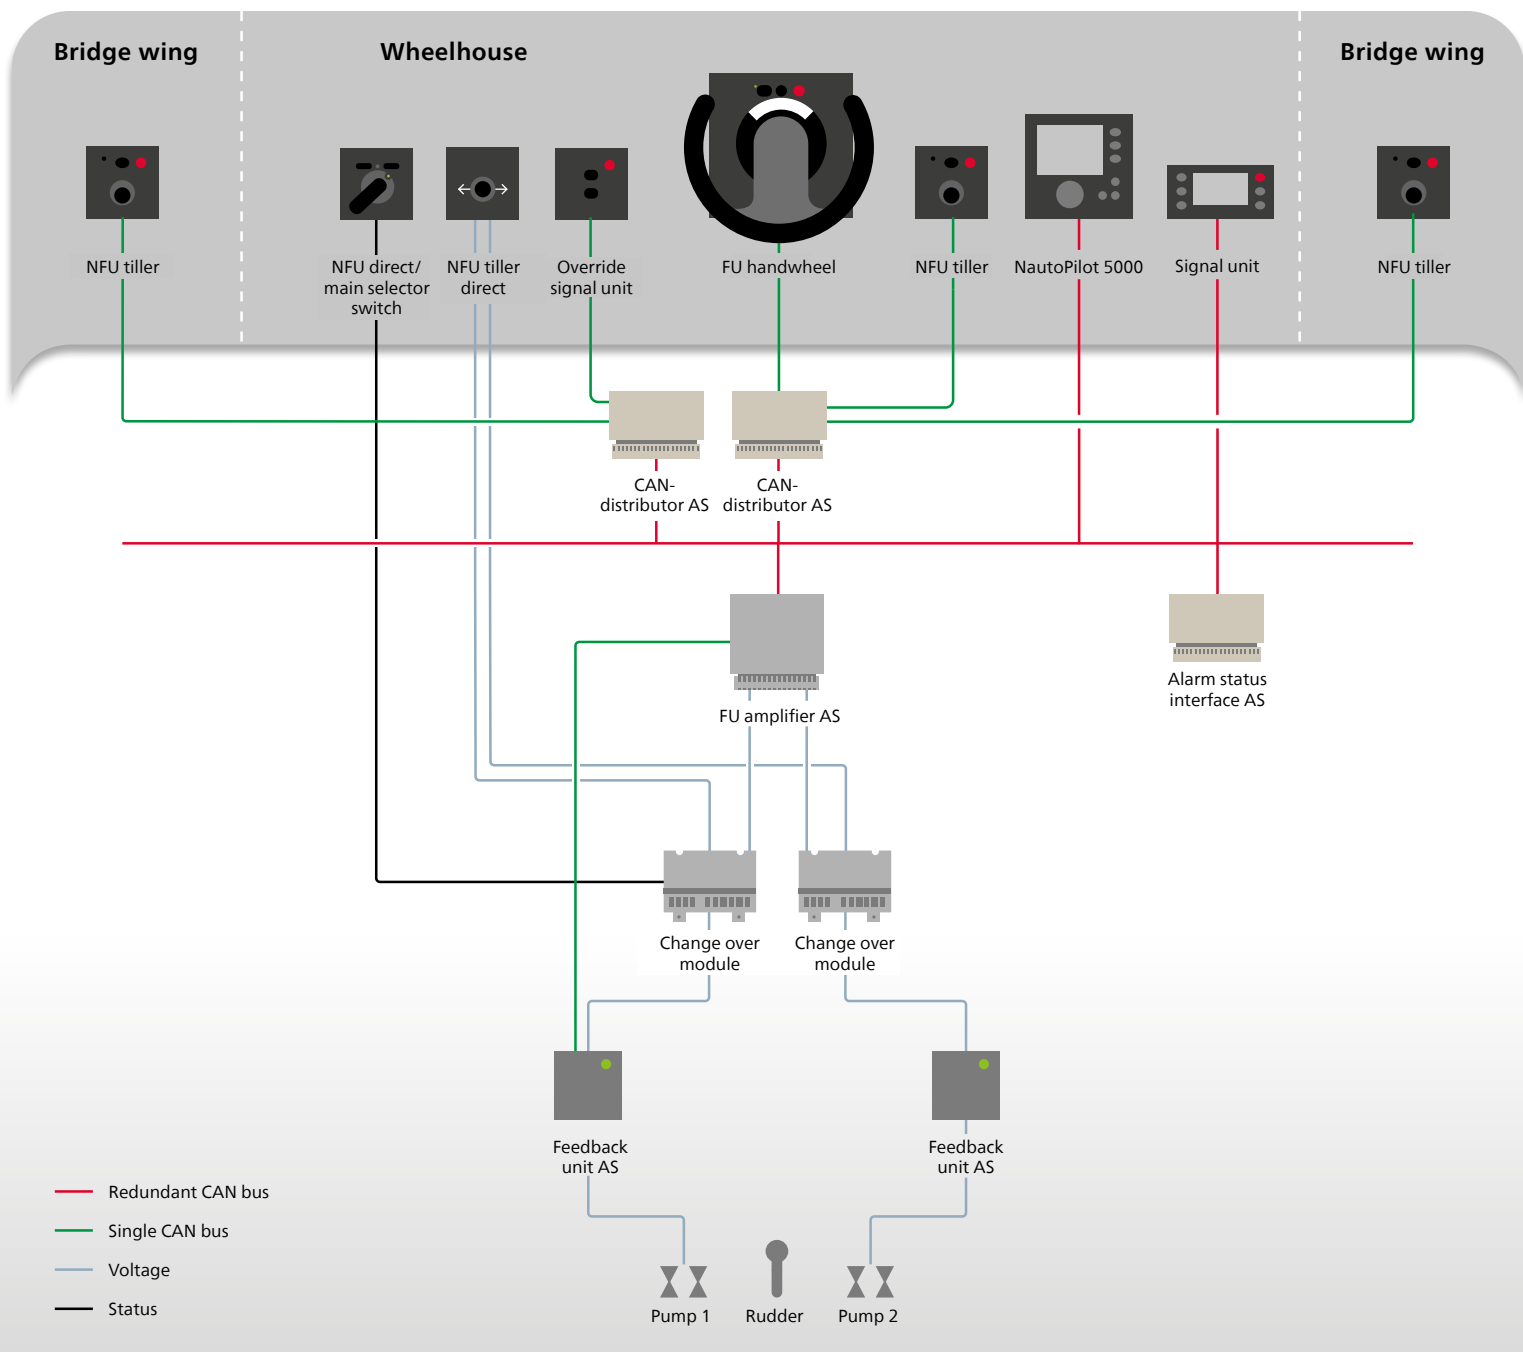 Bridge wing
Wheelhouse
Bridge wing
NFU tiller
NFU direct/
main selector
switch
NFU tiller
direct
Override
signal unit
FU handwheel
NFU tiller
NautoPilot 5000
Signal unit
NFU tiller
CAN-
distributor AS
CAN-
distributor AS
FU amplifier AS
Alarm status
interface AS
Change over
module
Change over
module
Feedback
unit AS
Feedback
unit AS
Redundant CAN bus
Single CAN bus
Voltage
Status
Pump 1
Rudder
Pump 2